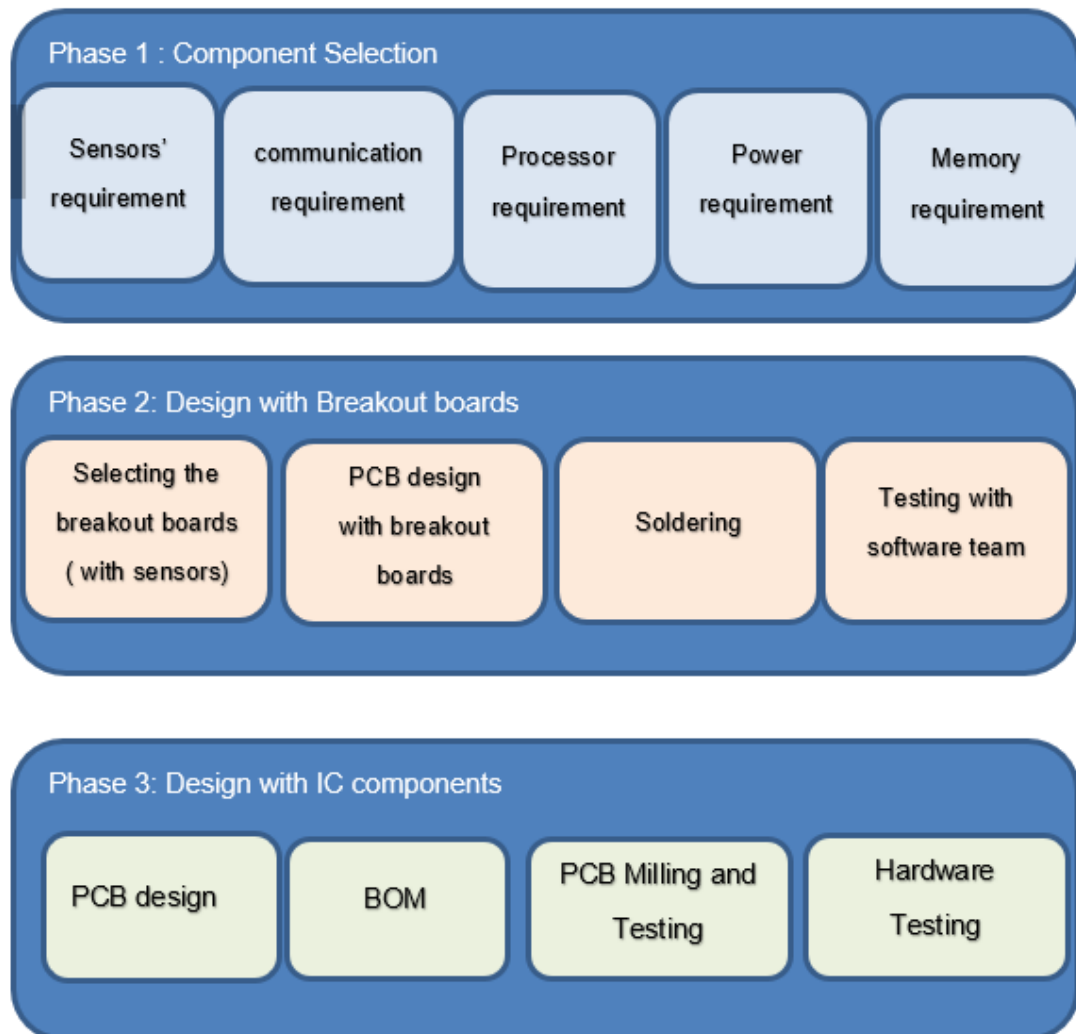 Phase 1 : Component Selection
Sensors’
requirement
communication
requirement
Processor
requirement
Power
requirement
Memory
requirement
Phase 2: Design with Breakout boards
Selecting the
breakout boards
( with sensors)
PCB design
with breakout
boards
Soldering
Testing with
software team
Phase 3: Design with IC components
PCB design
BOM
PCB Milling and
Testing
Hardware
Testing